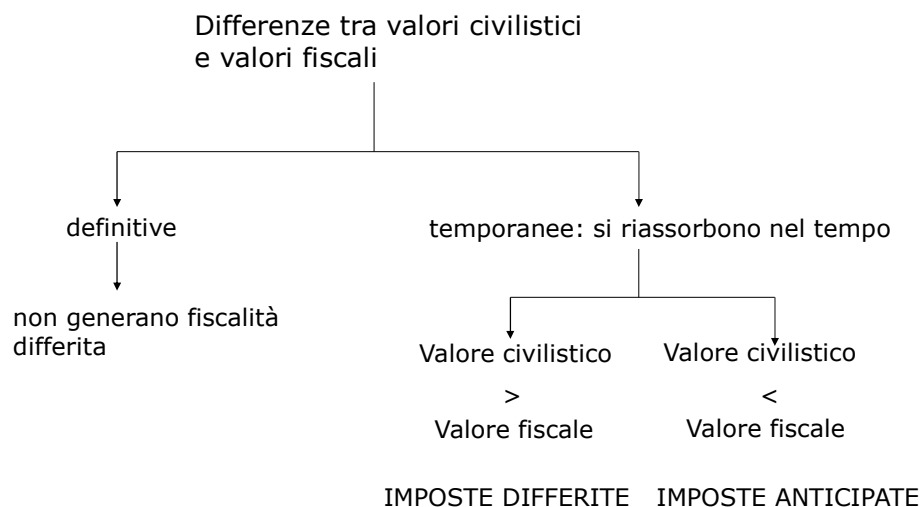 Differenze tra valori civilistici
e valori fiscali
definitive
temporanee: si riassorbono nel tempo
non generano fiscalità
differita
Valore civilistico
>
Valore fiscale
IMPOSTE DIFFERITE
Valore civilistico
<
Valore fiscale
IMPOSTE ANTICIPATE